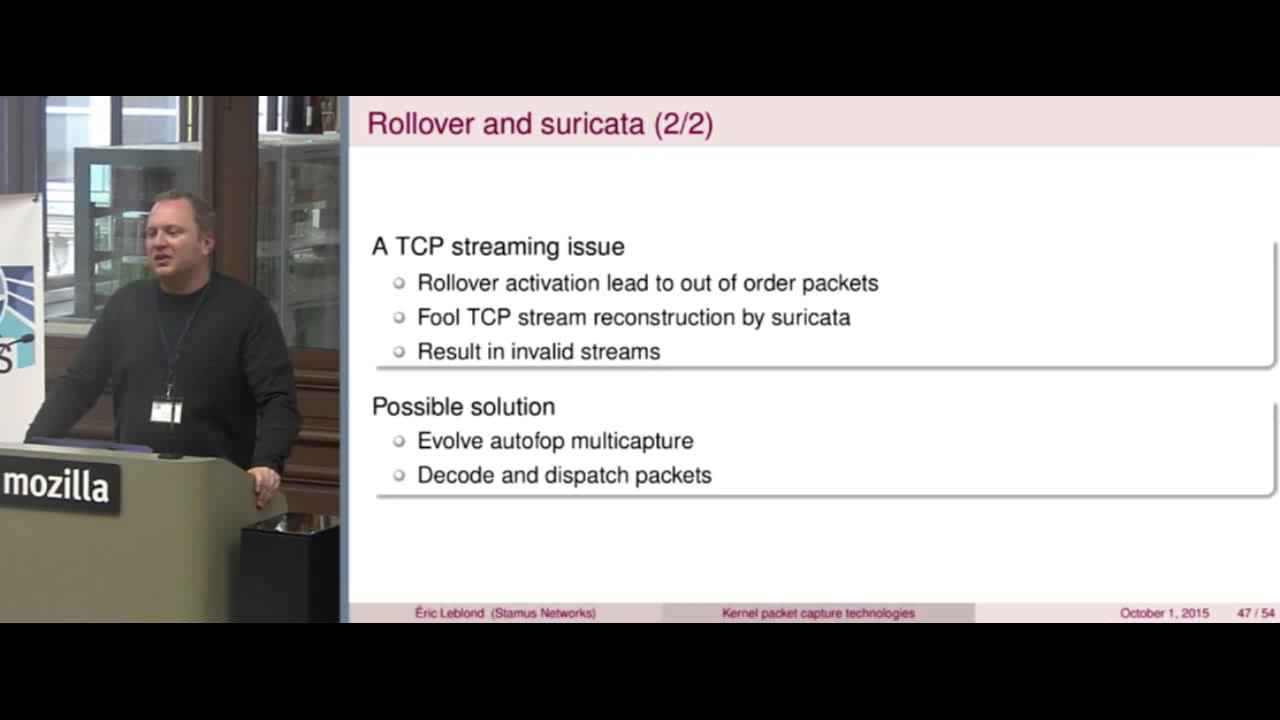 Rollover and suricata (2/2)
A TCP streaming issue
Rollover activation lead to out of order packets
Fool TCP stream reconstruction by suricata
Result in invalid streams
Possible solution
Evolve autofop multicapture
Decode and dispatch packets
mozilla
S
Éric Leblond (Stamus Networks)
Kernel packet capture technologies
October 1, 2015
47 / 54